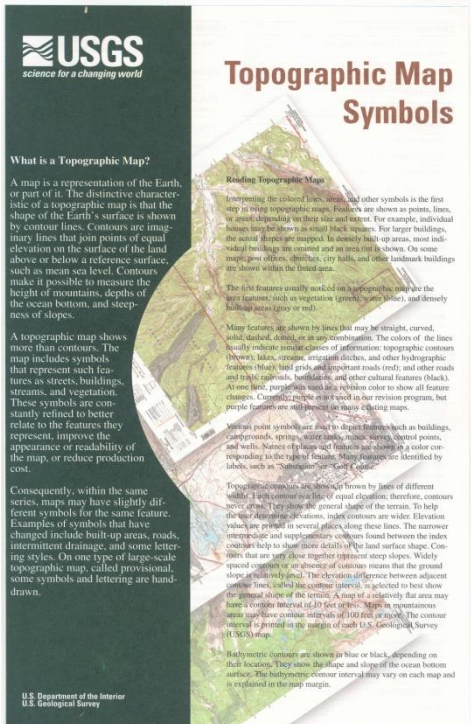 USGS
science for a changing world
Topographic Map
Symbols
What is a Topographic Map?
A map is a representation of the Earth,
or part of it. The distinctive character-
istic of a topographic map is that the
shape of the Earth's surface is shown
by contour lines. Contours are imag-
inary lines that join points of equal
elevation on the surface of the land
above or below a reference surface,
such as mean sea level. Contours
make it possible to measure the
height of mountains, depths of
the ocean bottom, and steep-
ness of slopes.
A topographic map shows
more than contours. The
map includes symbols
that represent such fea-
tures as streets, buildings,
streams, and vegetation.
These symbols are con-
stantly refined to better
relate to the features they
represent, improve the
appearance or readability of
the map, or reduce production
cost.
Consequently, within the same
series, maps may have slightly dif-
ferent symbols for the same feature.
Examples of symbols that have
changed include built-up areas, roads,
intermittent drainage, and some letter-
ing styles. On one type of large-scale
topographic map, called provisional,
some symbols and lettering are hand-
drawn.
U.S. Department of the Interior
U.S. Geological Survey
Reading Topographic Maps
Interpreting the colored lines, areas, and other symbols is the first
step in using topographic maps. Features are shown as points, lines,
or areas, depending on their size and extent. For example, individual
houses may be shown as small black squares. For larger buildings,
the actual shapes are mapped. In densely built-up areas, most indi-
vidual buildings are omitted and an area tint is shown. On some
maps, post offices, churches, city halls, and other landmark buildings
are shown within the tinted area.
The first features usually noticed on a topographic map are the
area features, such as vegetation (green), water (blue), and densely
built-up areas (gray or red).
Many features are shown by lines that may be straight, curved,
solid, dashed, dotted, or in any combination. The colors of the lines
usually indicate similar classes of information: topographic contours
(brown); lakes, streams, irrigation ditches, and other hydrographic
features (blue); land grids and important roads (red); and other roads
and trails, railroads, boundaries, and other cultural features (black).
At one time, purple was used as a revision color to show all feature
changes. Currently, purple is not used in our revision program, but
purple features are still present on many existing maps.
Various point symbols are used to depict features such as buildings,
campgrounds, springs, water tanks, mines, survey control points,
and wells. Names of places and features are shown in a color cor-
responding to the type of feature. Many features are identified by
labels, such as "Substation" or "Golf Course."
Topographic contours are shown in brown by lines of different
widths. Each contour is a line of equal elevation; therefore, contours
never cross. They show the general shape of the terrain. To help
the user determine elevations, index contours are wider. Elevation
values are printed in several places along these lines. The narrower
intermediate and supplementary contours found between the index
contours help to show more details of the land surface shape. Con-
tours that are very close together represent steep slopes. Widely
spaced contours or an absence of contours means that the ground
slope is relatively level. The elevation difference between adjacent
contour lines, called the contour interval, is selected to best show
the general shape of the terrain. A map of a relatively flat area may
have a contour interval of 10 feet or less. Maps in mountainous
areas may have contour intervals of 100 feet or more. The contour
interval is printed in the margin of each U.S. Geological Survey
(USGS) map.
Bathymetric contours are shown in blue or black, depending on
their location. They show the shape and slope of the ocean bottom
surface. The bathymetric contour interval may vary on each map and
is explained in the map margin.